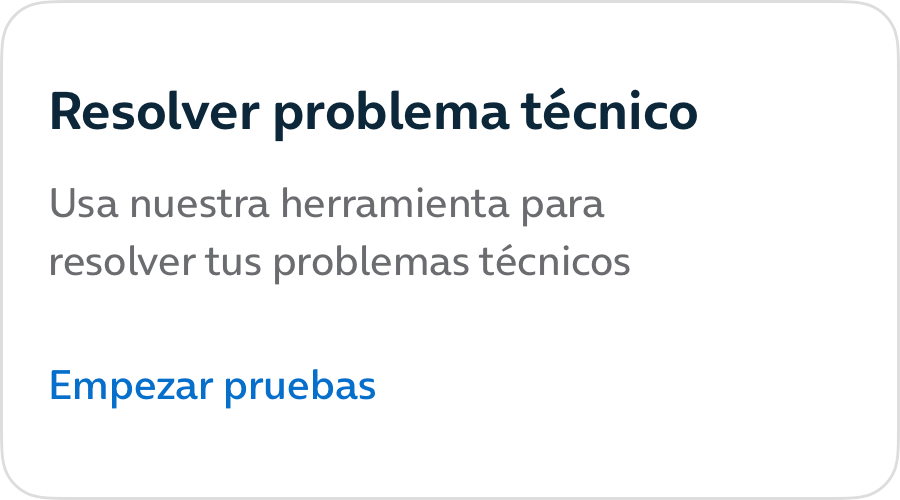 Resolver problema técnico
Usa nuestra herramienta para
resolver tus problemas técnicos
Empezar pruebas